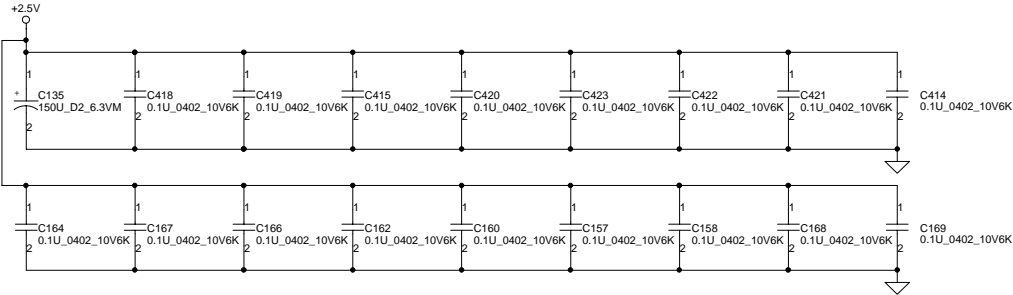 +2.5V
1 1 1 1 1 1 1 1 1
+ C135 C418 C419 C415 C420 C423 C422 C421 C414
150U_D2_6.3VM 0.1U_0402_10V6K 0.1U_0402_10V6K 0.1U_0402_10V6K 0.1U_0402_10V6K 0.1U_0402_10V6K 0.1U_0402_10V6K 0.1U_0402_10V6K 0.1U_0402_10V6K
2 2 2 2 2 2 2 2 2
1 1 1 1 1 1 1 1 1
C164 C167 C166 C162 C160 C157 C158 C168 C169
0.1U_0402_10V6K 0.1U_0402_10V6K 0.1U_0402_10V6K 0.1U_0402_10V6K 0.1U_0402_10V6K 0.1U_0402_10V6K 0.1U_0402_10V6K 0.1U_0402_10V6K 0.1U_0402_10V6K
2 2 2 2 2 2 2 2 2